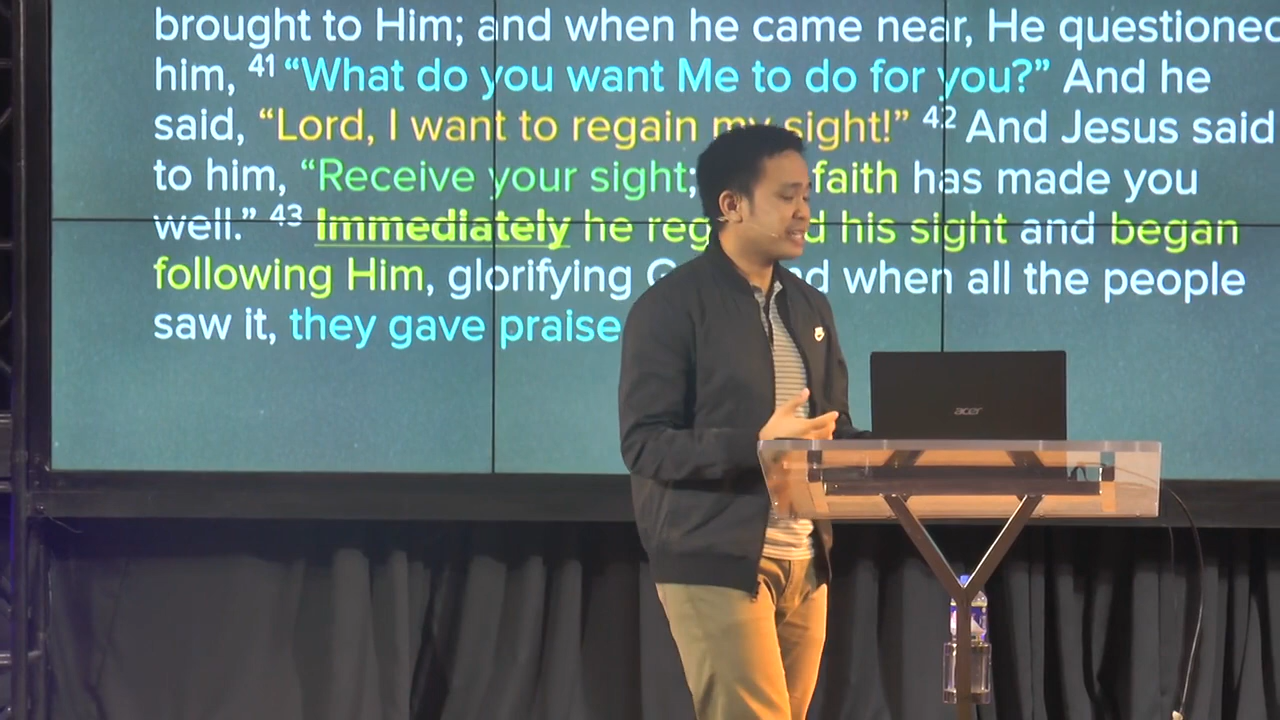 brought to Him; and when he came near, He questioned
him, 41 “What do you want Me to do for you?” And he
said, “Lord, I want to regain my sight!” 42 And Jesus said
to him, “Receive your sight; faith has made you
well.” 43 Immediately he reg his sight and began
following Him, glorifying when all the people
saw it, they gave praise
acer